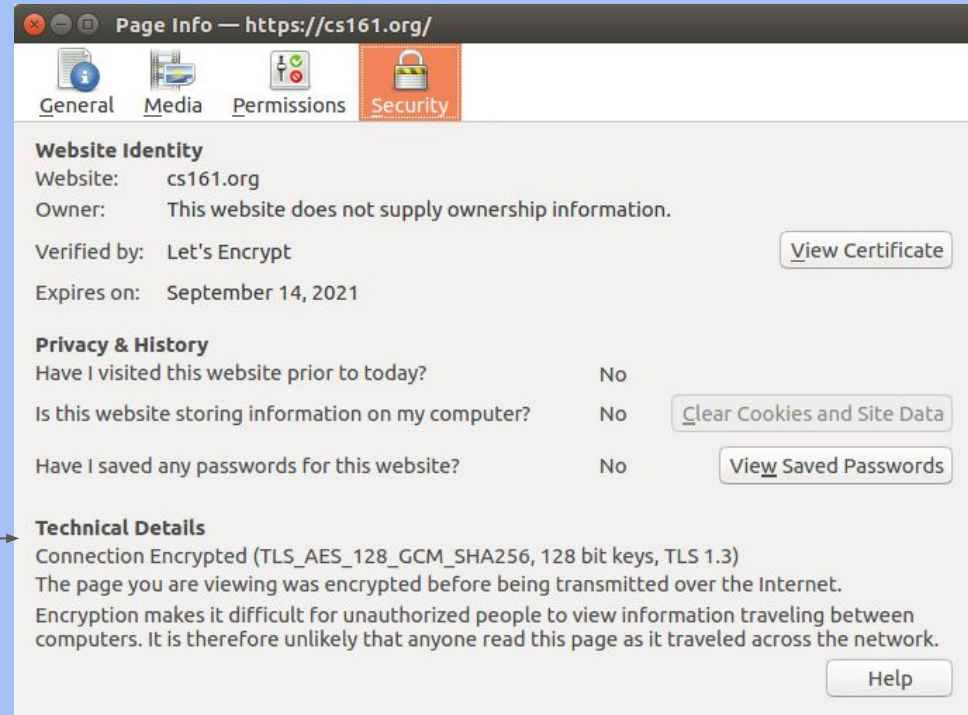 Page Info — https://cs161.org/
General Media Permissions Security
Website Identity
Website: cs161.org
Owner: This website does not supply ownership information.
Verified by: Let's Encrypt View Certificate
Expires on: September 14, 2021
Privacy & History
Have I visited this website prior to today? No
Is this website storing information on my computer? No Clear Cookies and Site Data
Have I saved any passwords for this website? No View Saved Passwords
Technical Details
Connection Encrypted (TLS_AES_128_GCM_SHA256, 128 bit keys, TLS 1.3)
The page you are viewing was encrypted before being transmitted over the Internet.
Encryption makes it difficult for unauthorized people to view information traveling between
computers. It is therefore unlikely that anyone read this page as it traveled across the network.
Help